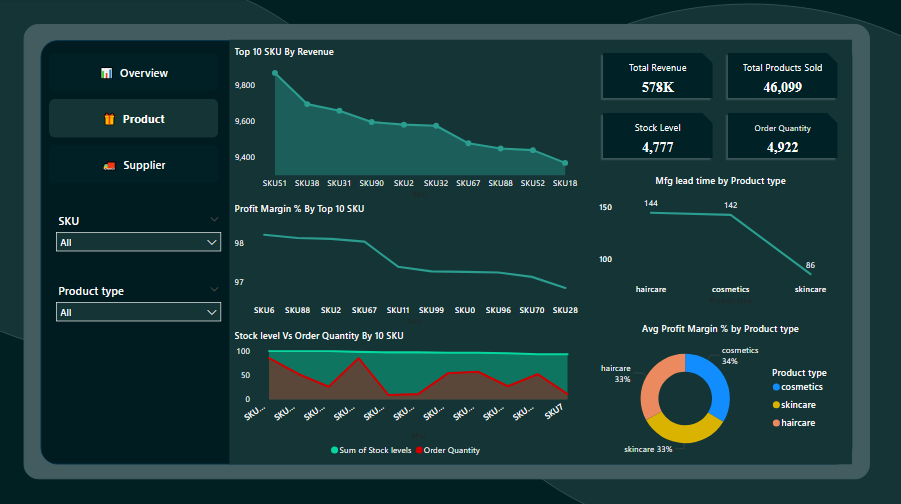 Overview
Product
Supplier
SKU
All
Product type
All
Top 10 SKU By Revenue
9,800
9,600
9,400
SKU51 SKU38 SKU31 SKU90 SKU2 SKU32 SKU67 SKU88 SKU52 SKU18
Profit Margin % By Top 10 SKU
98
97
SKU6 SKU88 SKU2 SKU67 SKU11 SKU99 SKU0 SKU96 SKU70 SKU28
Stock level Vs Order Quantity By 10 SKU
100
50
0
SKU... SKU... SKU... SKU... SKU... SKU... SKU... SKU... SKU... SKU7
Sum of Stock levels Order Quantity
Total Revenue
578K
Total Products Sold
46,099
Stock Level
4,777
Order Quantity
4,922
Mfg lead time by Product type
150
100
144
142
86
haircare cosmetics skincare
Avg Profit Margin % by Product type
cosmetics
34%
haircare
33%
skincare 33%
Product type
cosmetics
skincare
haircare